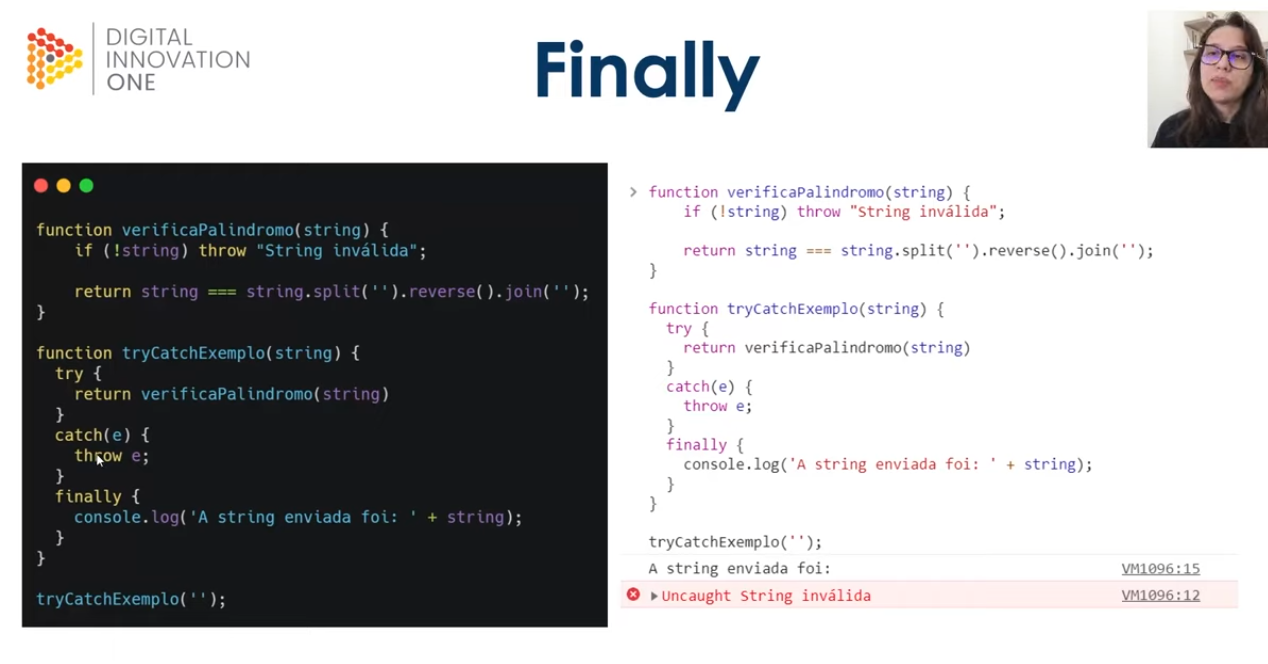 DIGITAL
INNOVATION
ONE
Finally
function verificaPalindromo(string) {
    if (!string) throw "String inválida";

    return string === string.split('').reverse().join('');
}

function tryCatchExemplo(string) {
  try {
    return verificaPalindromo(string)
  }
  catch(e) {
    throw e;
  }
  finally {
    console.log('A string enviada foi: ' + string);
  }
}

tryCatchExemplo('');
function verificaPalindromo(string) {
    if (!string) throw "String inválida";

    return string === string.split('').reverse().join('');
}

function tryCatchExemplo(string) {
  try {
    return verificaPalindromo(string)
  }
  catch(e) {
    throw e;
  }
  finally {
    console.log('A string enviada foi: ' + string);
  }
}

tryCatchExemplo('');
A string enviada foi: VM1096:15
Uncaught String inválida VM1096:12